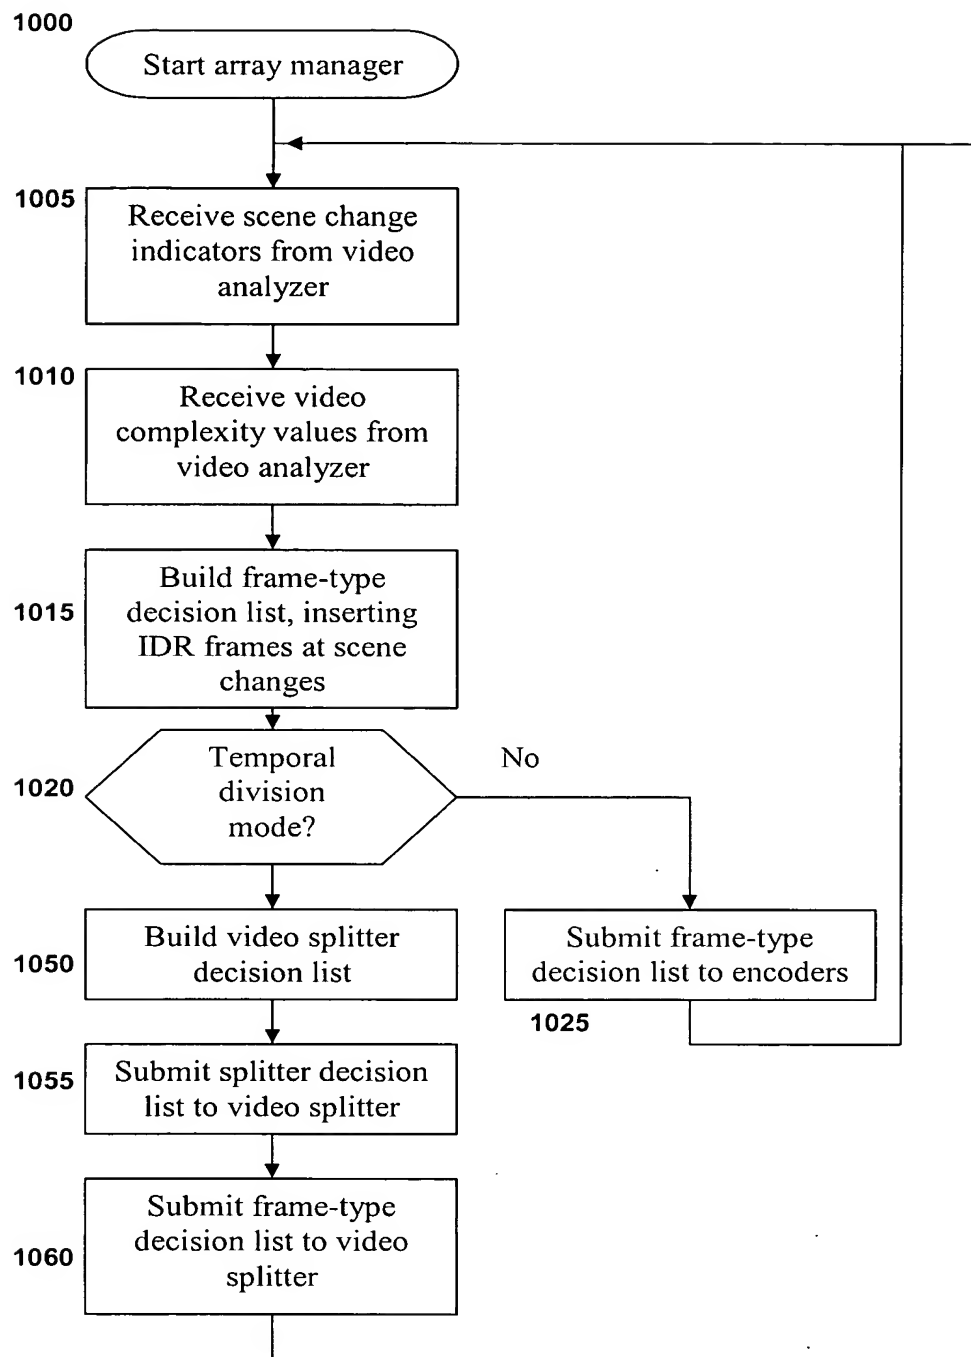 1000
Start array manager
1005
Receive scene change
indicators from video
analyzer
1010
Receive video
complexity values from
video analyzer
1015
Build frame-type
decision list, inserting
IDR frames at scene
changes
1020
Temporal
division
mode?
No
1050
Build video splitter
decision list
Submit frame-type
decision list to encoders
1025
1055
Submit splitter decision
list to video splitter
1060
Submit frame-type
decision list to video
splitter